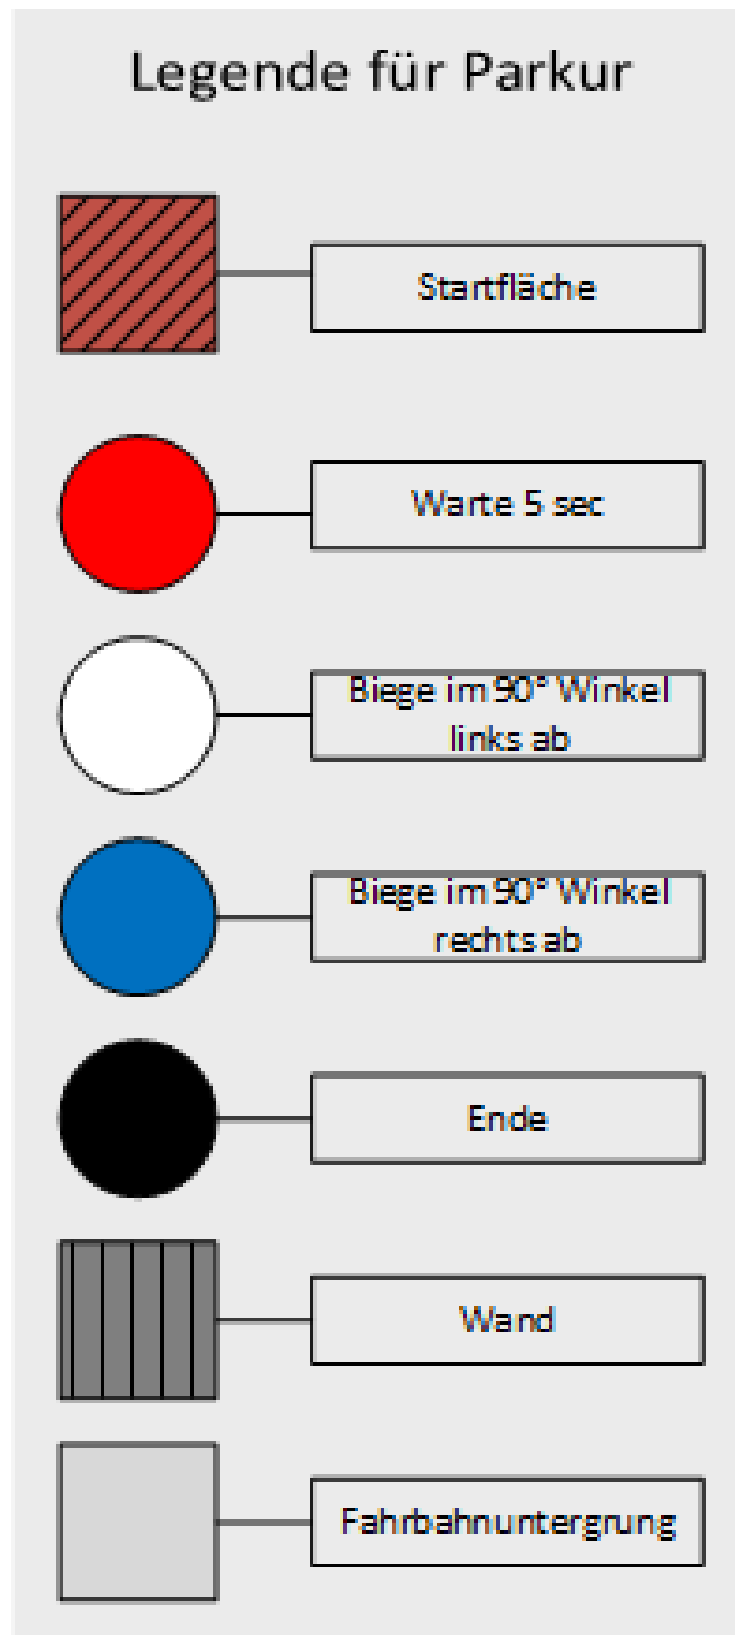 Legende für Parkur
Startfläche
Warte 5 sec
Biege im 90° Winkel
links ab
Biege im 90° Winkel
rechts ab
Ende
Wand
Fahrbahnuntergrung